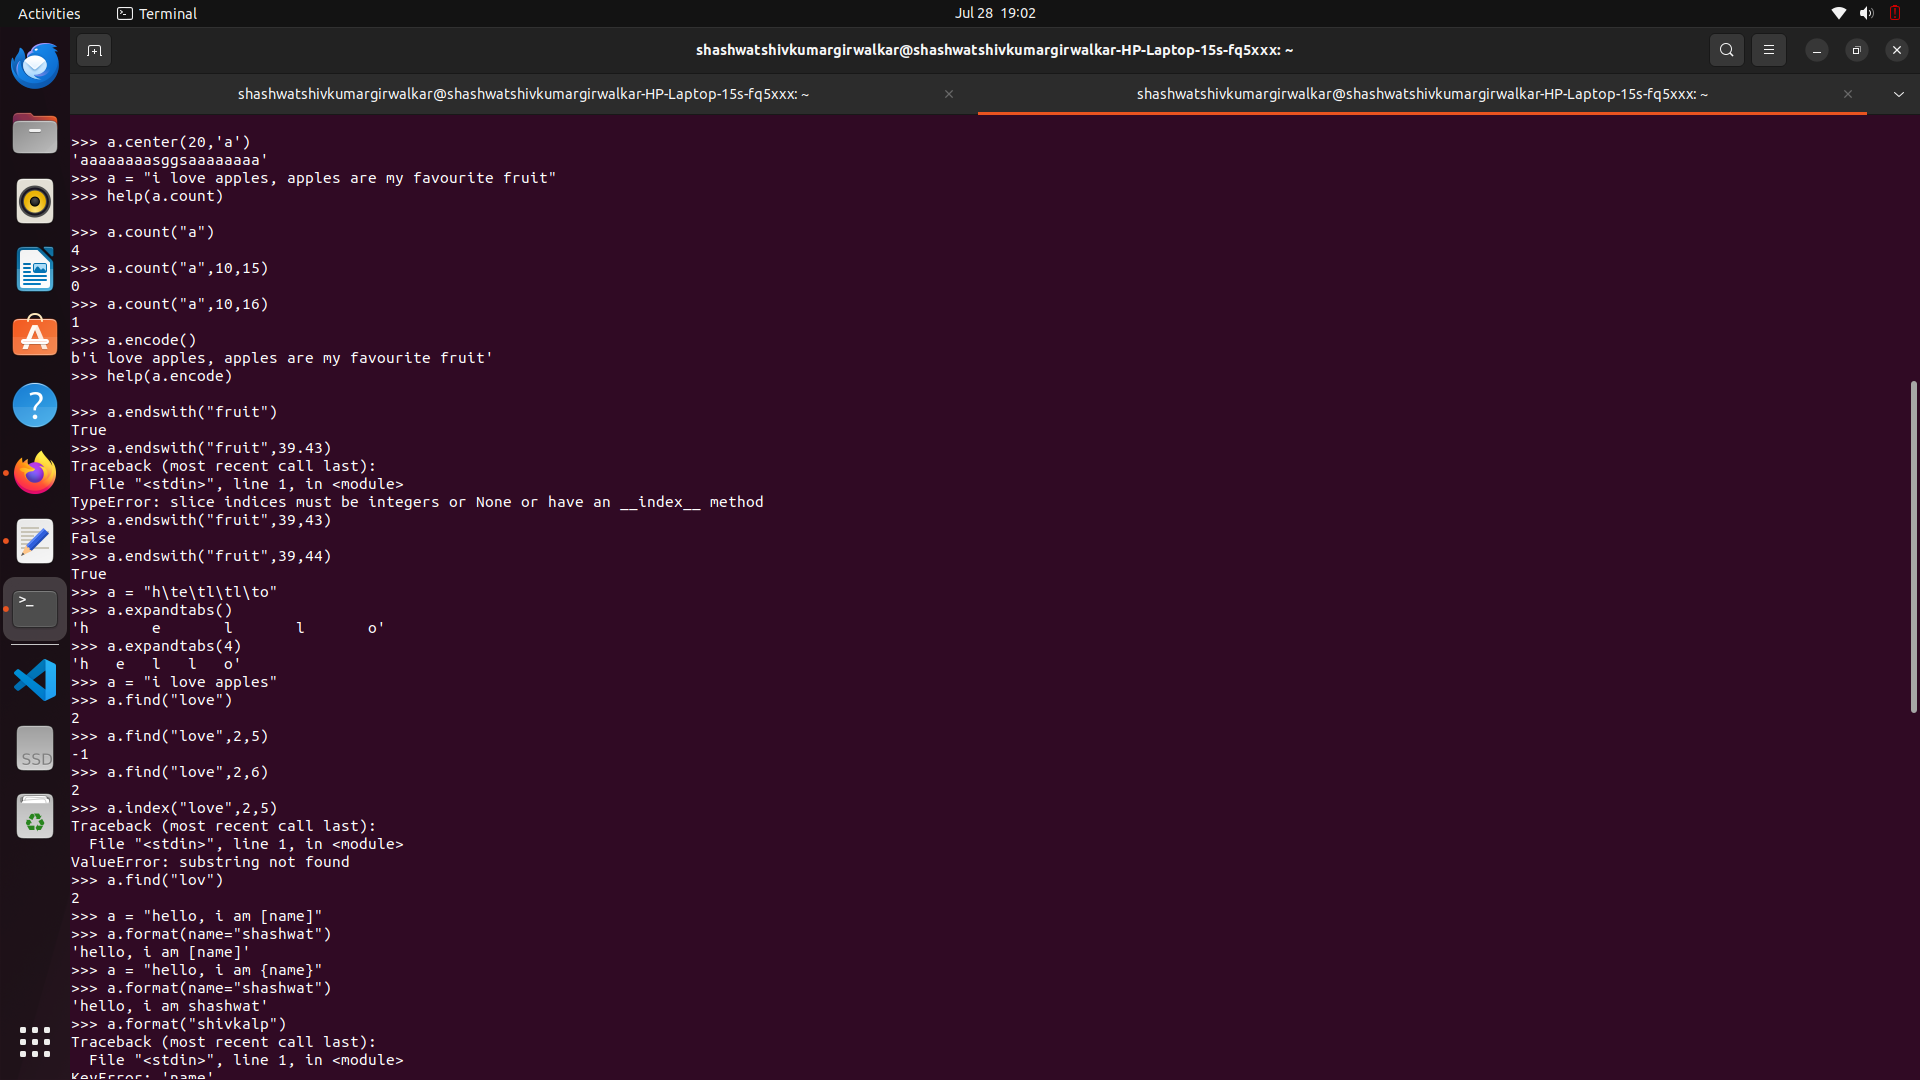 Activities
Terminal
Jul 28 19:02
shashwatshivkumargirwalkar@shashwatshivkumargirwalkar-HP-Laptop-15s-fq5xxx: ~
shashwatshivkumargirwalkar@shashwatshivkumargirwalkar-HP-Laptop-15s-fq5xxx: ~
shashwatshivkumargirwalkar@shashwatshivkumargirwalkar-HP-Laptop-15s-fq5xxx: ~
>>> a.center(20,'a')
'aaaaaaaasggsaaaaaaaa'
>>> a = "i love apples, apples are my favourite fruit"
>>> help(a.count)
>>> a.count("a")
4
>>> a.count("a",10,15)
0
>>> a.count("a",10,16)
1
>>> a.encode()
b'i love apples, apples are my favourite fruit'
>>> help(a.encode)
>>> a.endswith("fruit")
True
>>> a.endswith("fruit",39.43)
Traceback (most recent call last):
  File "<stdin>", line 1, in <module>
TypeError: slice indices must be integers or None or have an __index__ method
>>> a.endswith("fruit",39,43)
False
>>> a.endswith("fruit",39,44)
True
>>> a = "h\te\tl\tl\to"
>>> a.expandtabs()
'h       e       l       l       o'
>>> a.expandtabs(4)
'h   e   l   l   o'
>>> a = "i love apples"
>>> a.find("love")
2
>>> a.find("love",2,5)
-1
>>> a.find("love",2,6)
2
>>> a.index("love",2,5)
Traceback (most recent call last):
  File "<stdin>", line 1, in <module>
ValueError: substring not found
>>> a.find("lov")
2
>>> a = "hello, i am [name]"
>>> a.format(name="shashwat")
'hello, i am [name]'
>>> a = "hello, i am {name}"
>>> a.format(name="shashwat")
'hello, i am shashwat'
>>> a.format("shivkalp")
Traceback (most recent call last):
  File "<stdin>", line 1, in <module>
KeyError: 'name'
SSD